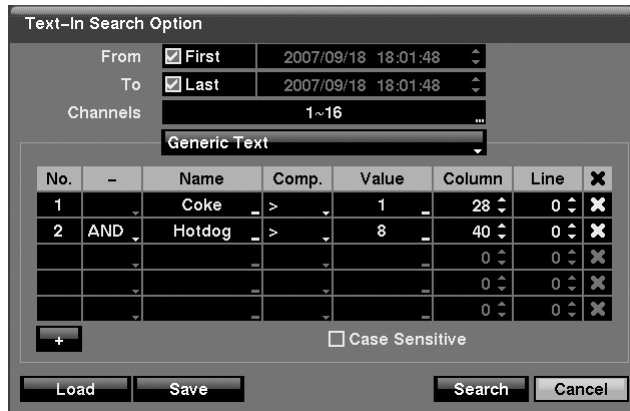 Text-In Search Option
From First 2007/09/18 18:01:48
To Last 2007/09/18 18:01:48
Channels 1~16 ...
Generic Text
No. – Name Comp. Value Column Line ✖
1 Coke > 1 28 0 ✖
2 AND Hotdog > 8 40 0 ✖
0 0 ✖
0 0 ✖
0 0 ✖
+ Case Sensitive
Load Save Search Cancel